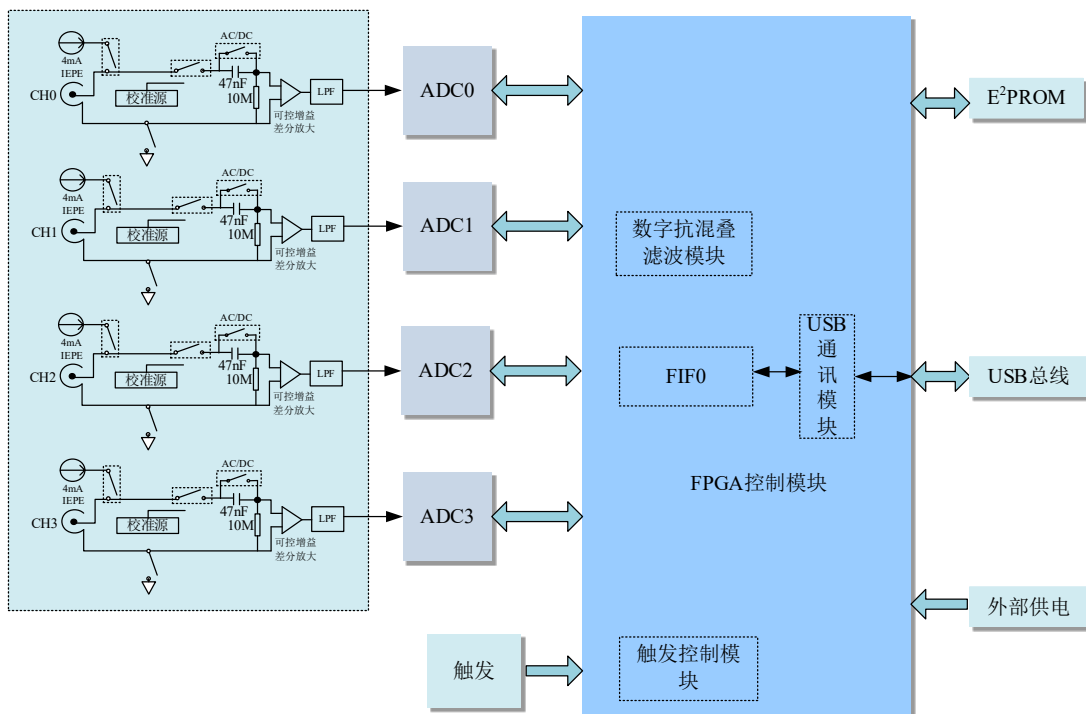 AC/DC
4mA
IEPE
47nF
10M
CH0
校准源
可控增益
差分放大
LPF
ADC0
AC/DC
4mA
IEPE
47nF
10M
CH1
校准源
可控增益
差分放大
LPF
ADC1
AC/DC
4mA
IEPE
47nF
10M
CH2
校准源
可控增益
差分放大
LPF
ADC2
AC/DC
4mA
IEPE
47nF
10M
CH3
校准源
可控增益
差分放大
LPF
ADC3
触发
数字抗混叠
滤波模块
FIF0
USB
通
讯
模
块
FPGA控制模块
触发控制模
块
E²PROM
USB总线
外部供电